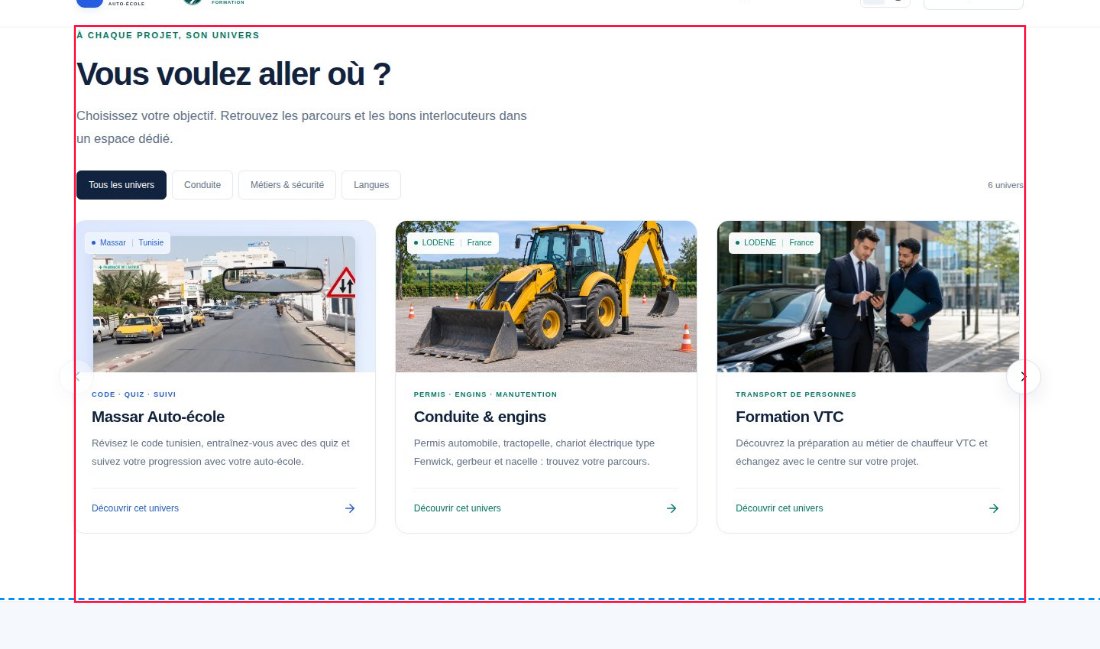 AUTO-ÉCOLE
FORMATION
À CHAQUE PROJET, SON UNIVERS
Vous voulez aller où ?
Choisissez votre objectif. Retrouvez les parcours et les bons interlocuteurs dans
un espace dédié.
Tous les univers
Conduite
Métiers & sécurité
Langues
6 univers
Massar | Tunisie
LODENE | France
LODENE | France
CODE · QUIZ · SUIVI
Massar Auto-école
Révisez le code tunisien, entraînez-vous avec des quiz et
suivez votre progression avec votre auto-école.
Découvrir cet univers
PERMIS · ENGINS · MANUTENTION
Conduite & engins
Permis automobile, tractopelle, chariot électrique type
Fenwick, gerbeur et nacelle : trouvez votre parcours.
Découvrir cet univers
TRANSPORT DE PERSONNES
Formation VTC
Découvrez la préparation au métier de chauffeur VTC et
échangez avec le centre sur votre projet.
Découvrir cet univers